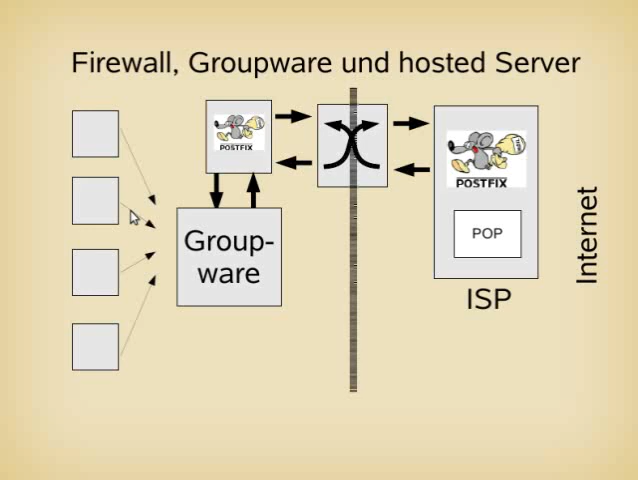 Firewall, Groupware und hosted Server
POSTFIX
POSTFIX
POP
Group-
ware
ISP
Internet